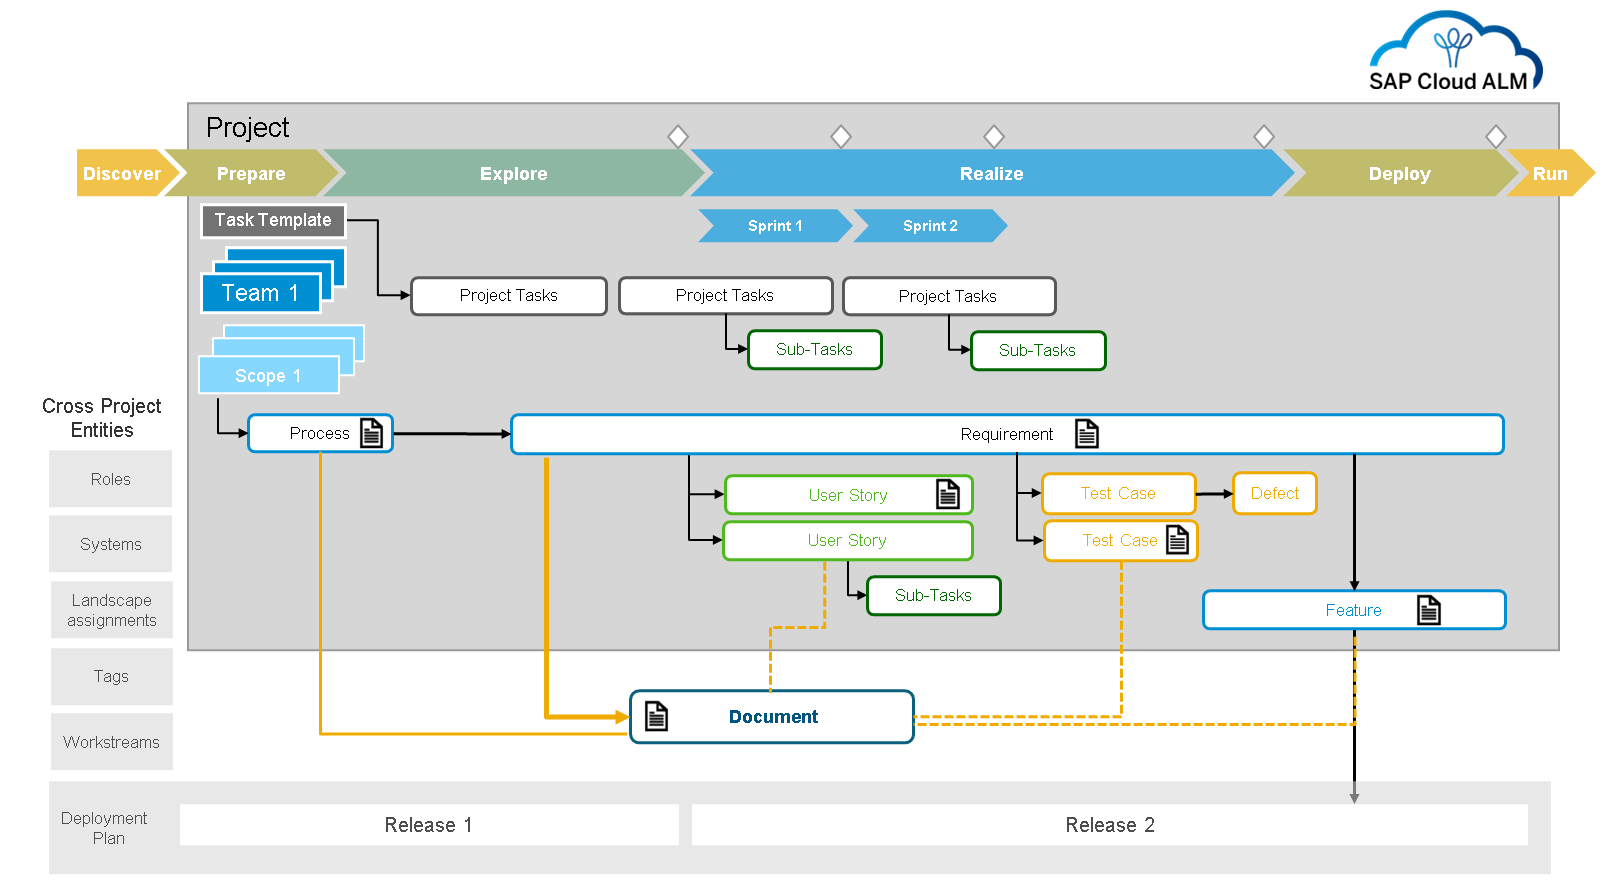 SAP Cloud ALM
Project
Discover
Prepare
Explore
Realize
Deploy
Run
Task Template
Sprint 1
Sprint 2
Team 1
Project Tasks
Project Tasks
Project Tasks
Sub-Tasks
Sub-Tasks
Scope 1
Cross Project
Entities
Process
Requirement
Roles
User Story
Test Case
Defect
Systems
User Story
Test Case
Landscape
assignments
Sub-Tasks
Feature
Tags
Document
Workstreams
Deployment
Plan
Release 1
Release 2